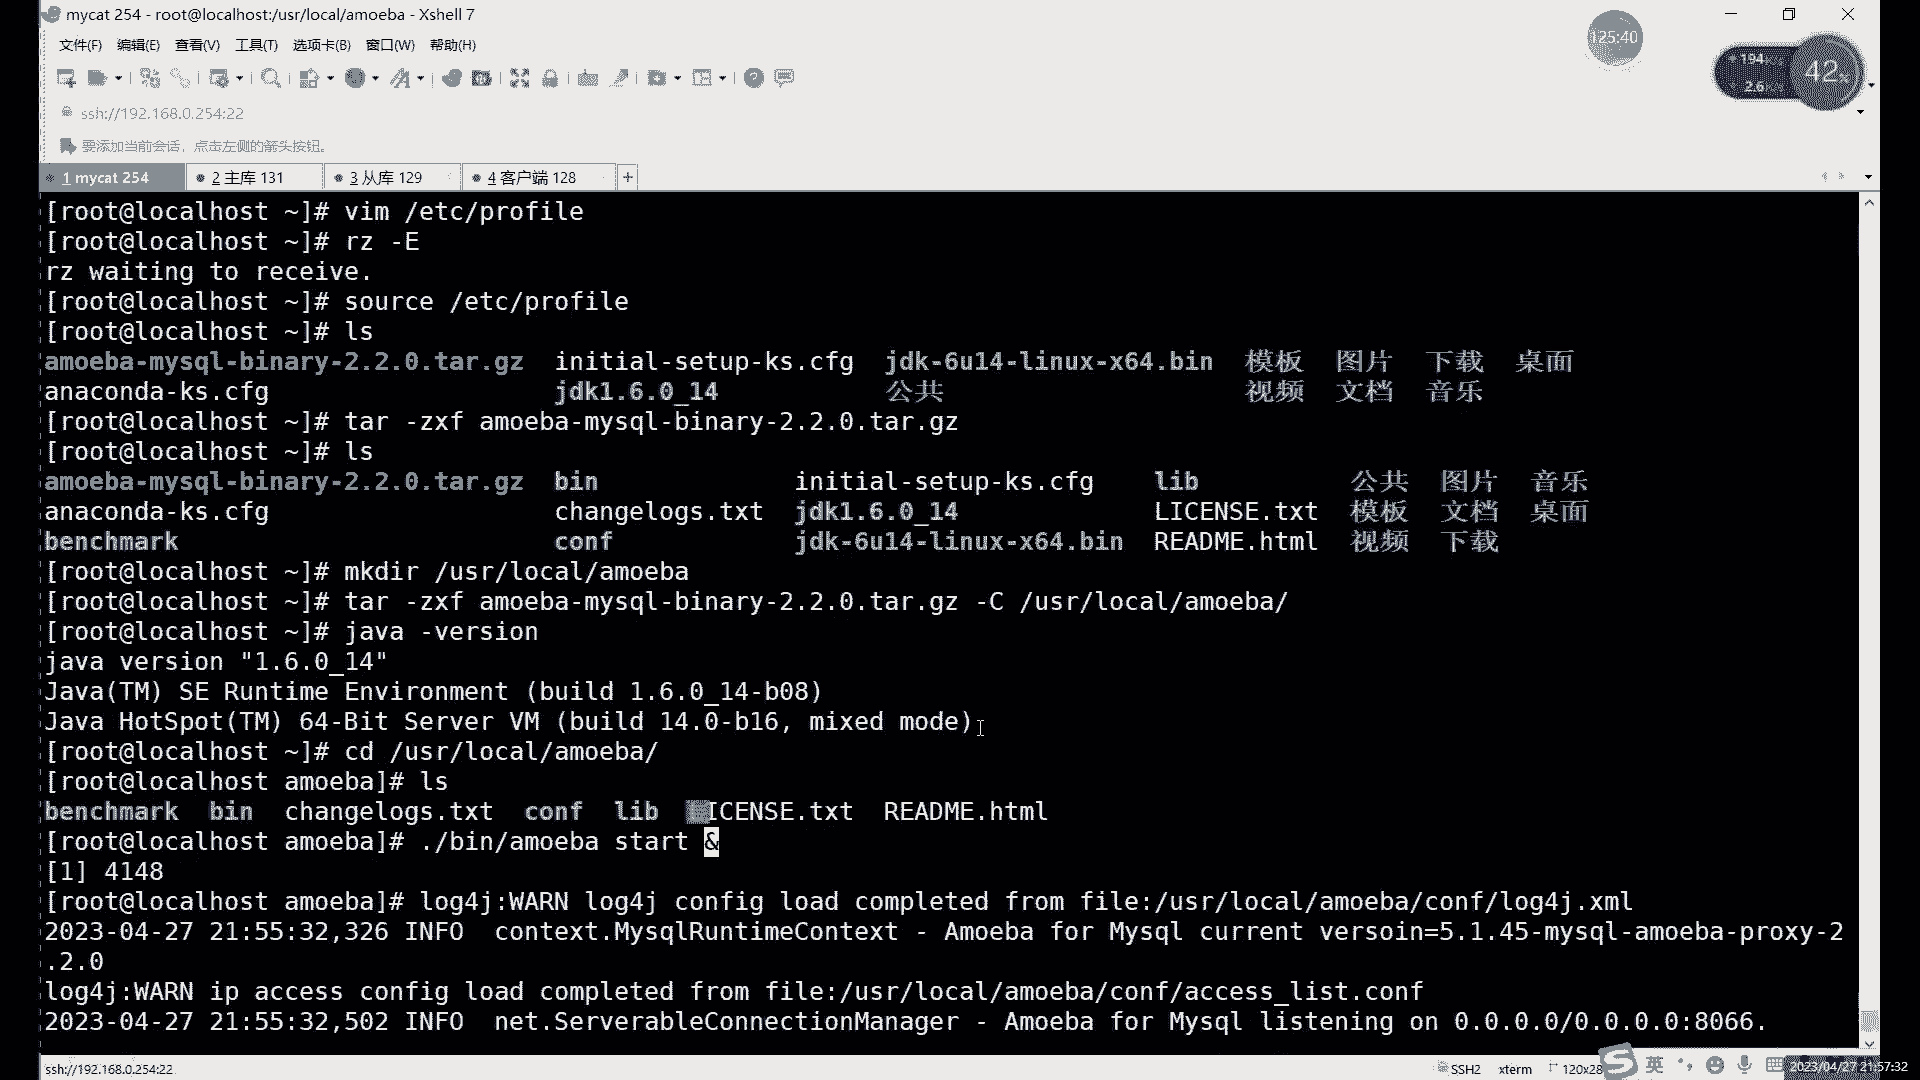 mycat 254 - root@localhost:/usr/local/amoeba - Xshell 7
125:40
文件(F) 编辑(E) 查看(V) 工具(T) 选项卡(B) 窗口(W) 帮助(H)
194K/s
2.6K/s
42%
ssh://192.168.0.254:22
要添加当前会话，点击左侧的箭头按钮。
1 mycat 254 2 主库 131 3 从库 129 4 客户端 128 +
[root@localhost ~]# vim /etc/profile
[root@localhost ~]# rz -E
rz waiting to receive.
[root@localhost ~]# source /etc/profile
[root@localhost ~]# ls
amoeba-mysql-binary-2.2.0.tar.gz initial-setup-ks.cfg jdk-6u14-linux-x64.bin 模板 图片 下载 桌面
anaconda-ks.cfg jdk1.6.0_14 公共 视频 文档 音乐
[root@localhost ~]# tar -zxf amoeba-mysql-binary-2.2.0.tar.gz
[root@localhost ~]# ls
amoeba-mysql-binary-2.2.0.tar.gz bin initial-setup-ks.cfg lib 公共 图片 音乐
anaconda-ks.cfg changelogs.txt jdk1.6.0_14 LICENSE.txt 模板 文档 桌面
benchmark conf jdk-6u14-linux-x64.bin README.html 视频 下载
[root@localhost ~]# mkdir /usr/local/amoeba
[root@localhost ~]# tar -zxf amoeba-mysql-binary-2.2.0.tar.gz -C /usr/local/amoeba/
[root@localhost ~]# java -version
java version "1.6.0_14"
Java(TM) SE Runtime Environment (build 1.6.0_14-b08)
Java HotSpot(TM) 64-Bit Server VM (build 14.0-b16, mixed mode)
[root@localhost ~]# cd /usr/local/amoeba/
[root@localhost amoeba]# ls
benchmark bin changelogs.txt conf lib LICENSE.txt README.html
[root@localhost amoeba]# ./bin/amoeba start &
[1] 4148
[root@localhost amoeba]# log4j:WARN log4j config load completed from file:/usr/local/amoeba/conf/log4j.xml
2023-04-27 21:55:32,326 INFO context.MysqlRuntimeContext - Amoeba for Mysql current versoin=5.1.45-mysql-amoeba-proxy-2
.2.0
log4j:WARN ip access config load completed from file:/usr/local/amoeba/conf/access_list.conf
2023-04-27 21:55:32,502 INFO net.ServerableConnectionManager - Amoeba for Mysql listening on 0.0.0.0/0.0.0.0:8066.
ssh://192.168.0.254:22 SSH2 xterm 120x28 英 2023/04/27 21:57:32